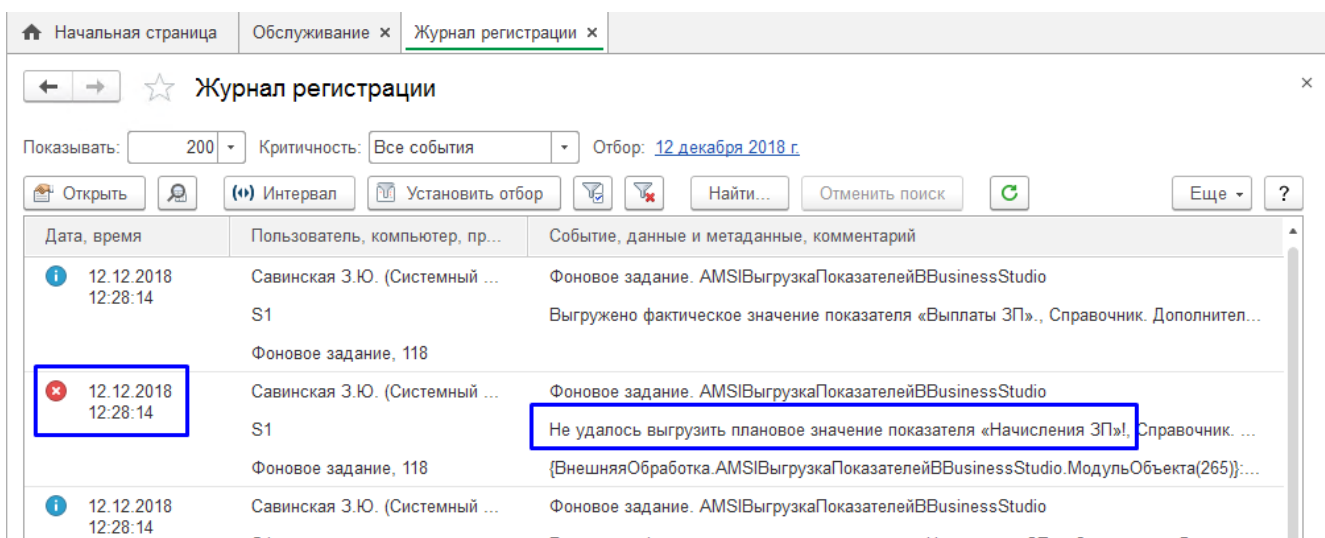 Начальная страница Обслуживание × Журнал регистрации ×
Журнал регистрации ×
Показывать: 200 Критичность: Все события Отбор: 12 декабря 2018 г.
Открыть Интервал Установить отбор Найти... Отменить поиск Еще ?
Дата, время Пользователь, компьютер, пр... Событие, данные и метаданные, комментарий
12.12.2018 Савинская З.Ю. (Системный ... Фоновое задание. AMSIВыгрузкаПоказателейВBusinessStudio
12:28:14
S1 Выгружено фактическое значение показателя «Выплаты ЗП»., Справочник. Дополнител...
Фоновое задание, 118
12.12.2018 Савинская З.Ю. (Системный ... Фоновое задание. AMSIВыгрузкаПоказателейВBusinessStudio
12:28:14
S1 Не удалось выгрузить плановое значение показателя «Начисления ЗП»!, Справочник. ...
Фоновое задание, 118 {ВнешняяОбработка.AMSIВыгрузкаПоказателейВBusinessStudio.МодульОбъекта(265)}:...
12.12.2018 Савинская З.Ю. (Системный ... Фоновое задание. AMSIВыгрузкаПоказателейВBusinessStudio
12:28:14